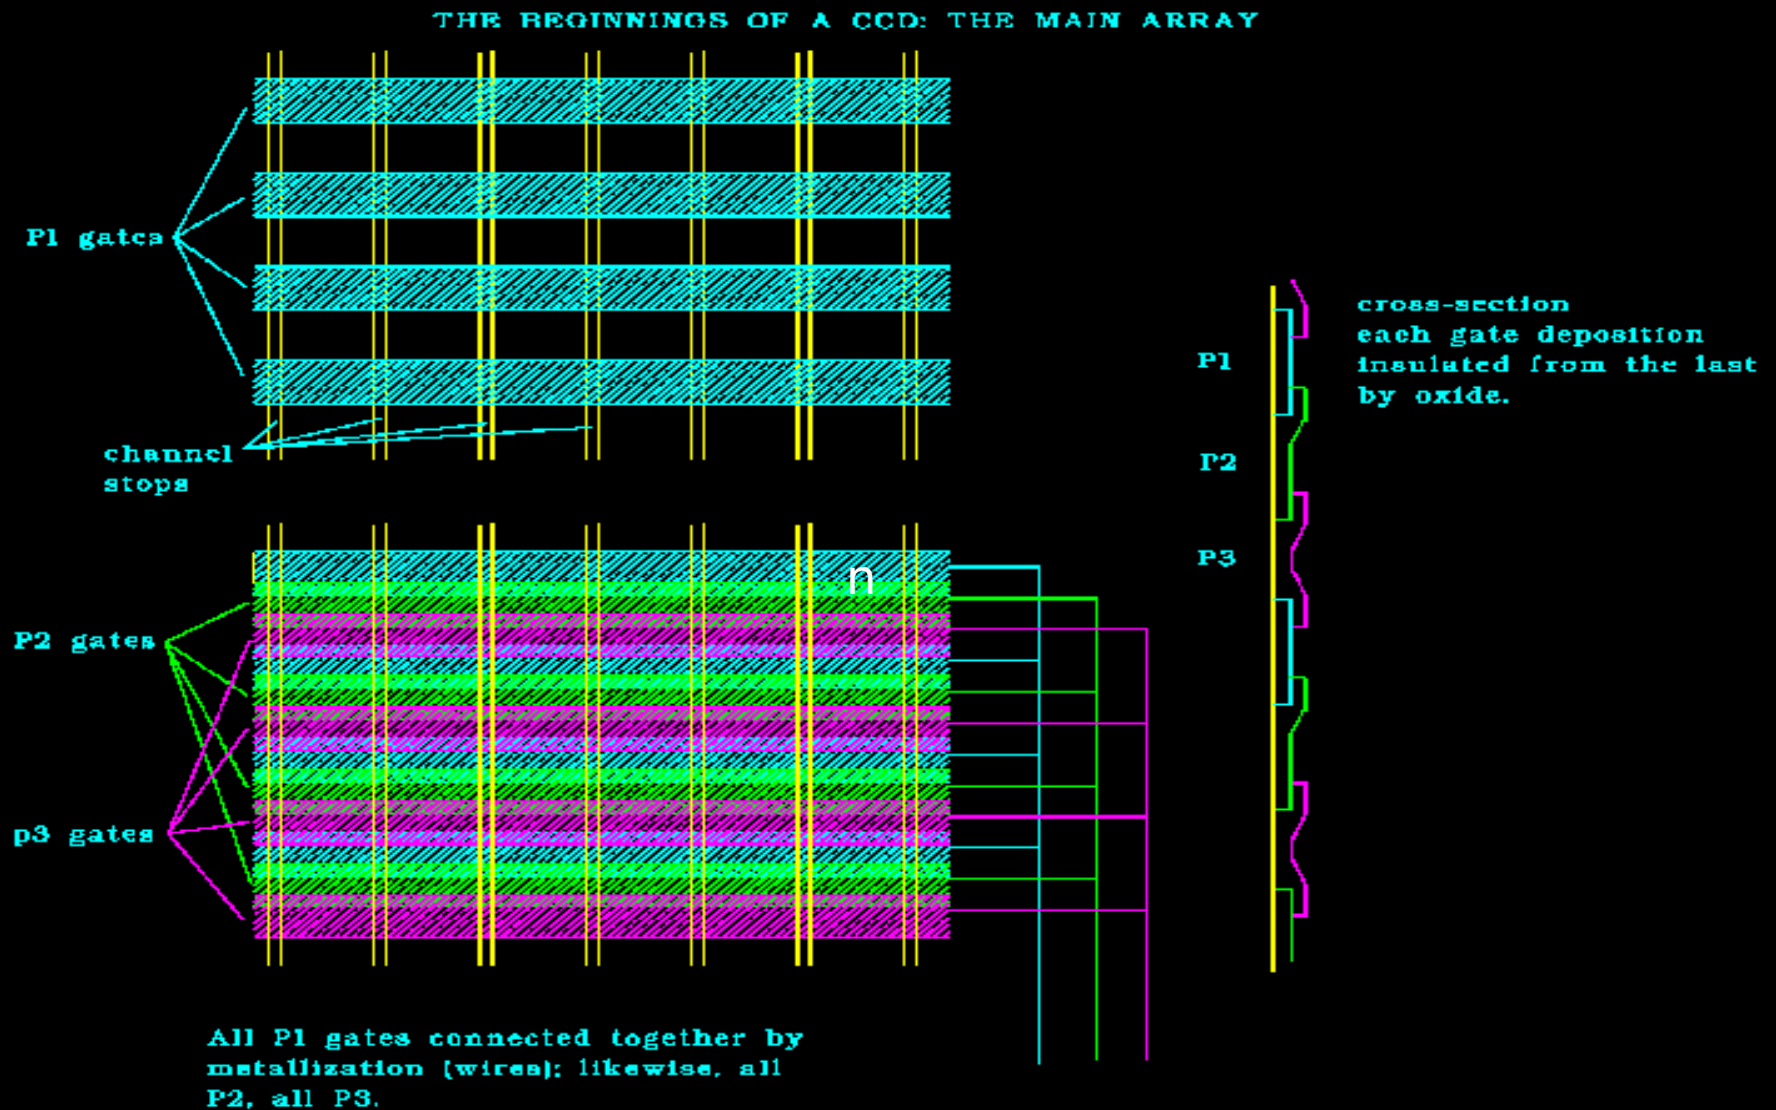 THE BEGINNINGS OF A CCD: THE MAIN ARRAY
P1 gates
channel
stops
cross-section
each gate deposition
insulated from the last
by oxide.
P1
P2
P3
n
P2 gates
p3 gates
All P1 gates connected together by
metallization (wires); likewise, all
P2, all P3.